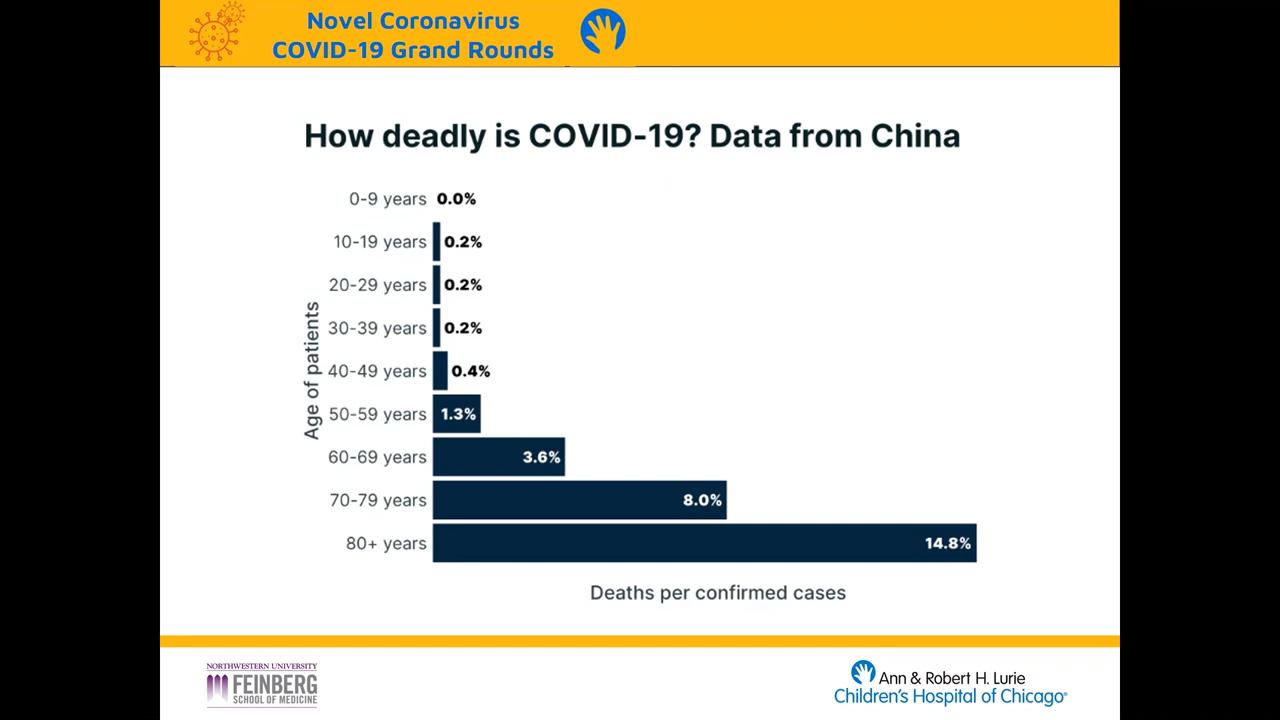 Novel Coronavirus
COVID-19 Grand Rounds
How deadly is COVID-19? Data from China
Age of patients
0-9 years 0.0%
10-19 years 0.2%
20-29 years 0.2%
30-39 years 0.2%
40-49 years 0.4%
50-59 years 1.3%
60-69 years 3.6%
70-79 years 8.0%
80+ years 14.8%
Deaths per confirmed cases
NORTHWESTERN UNIVERSITY
FEINBERG
SCHOOL OF MEDICINE
Ann & Robert H. Lurie
Children's Hospital of Chicago®